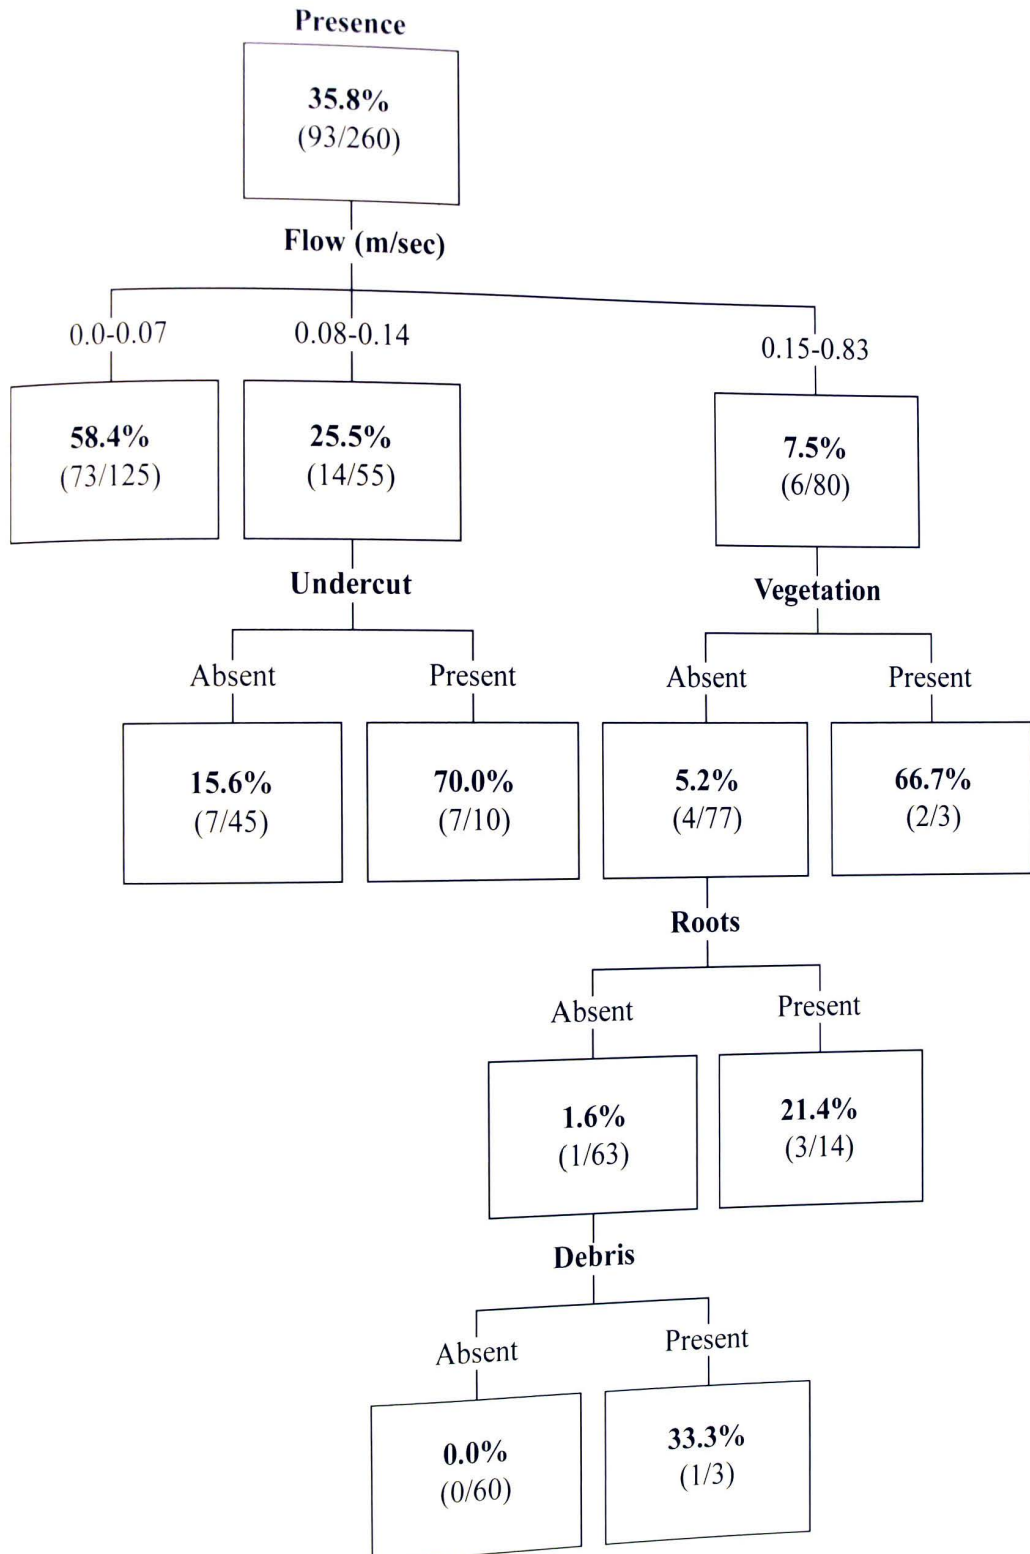 Presence
35.8%
(93/260)
Flow (m/sec)
0.0-0.07
0.08-0.14
0.15-0.83
58.4%
(73/125)
25.5%
(14/55)
7.5%
(6/80)
Undercut
Vegetation
Absent
Present
Absent
Present
15.6%
(7/45)
70.0%
(7/10)
5.2%
(4/77)
66.7%
(2/3)
Roots
Absent
Present
1.6%
(1/63)
21.4%
(3/14)
Debris
Absent
Present
0.0%
(0/60)
33.3%
(1/3)